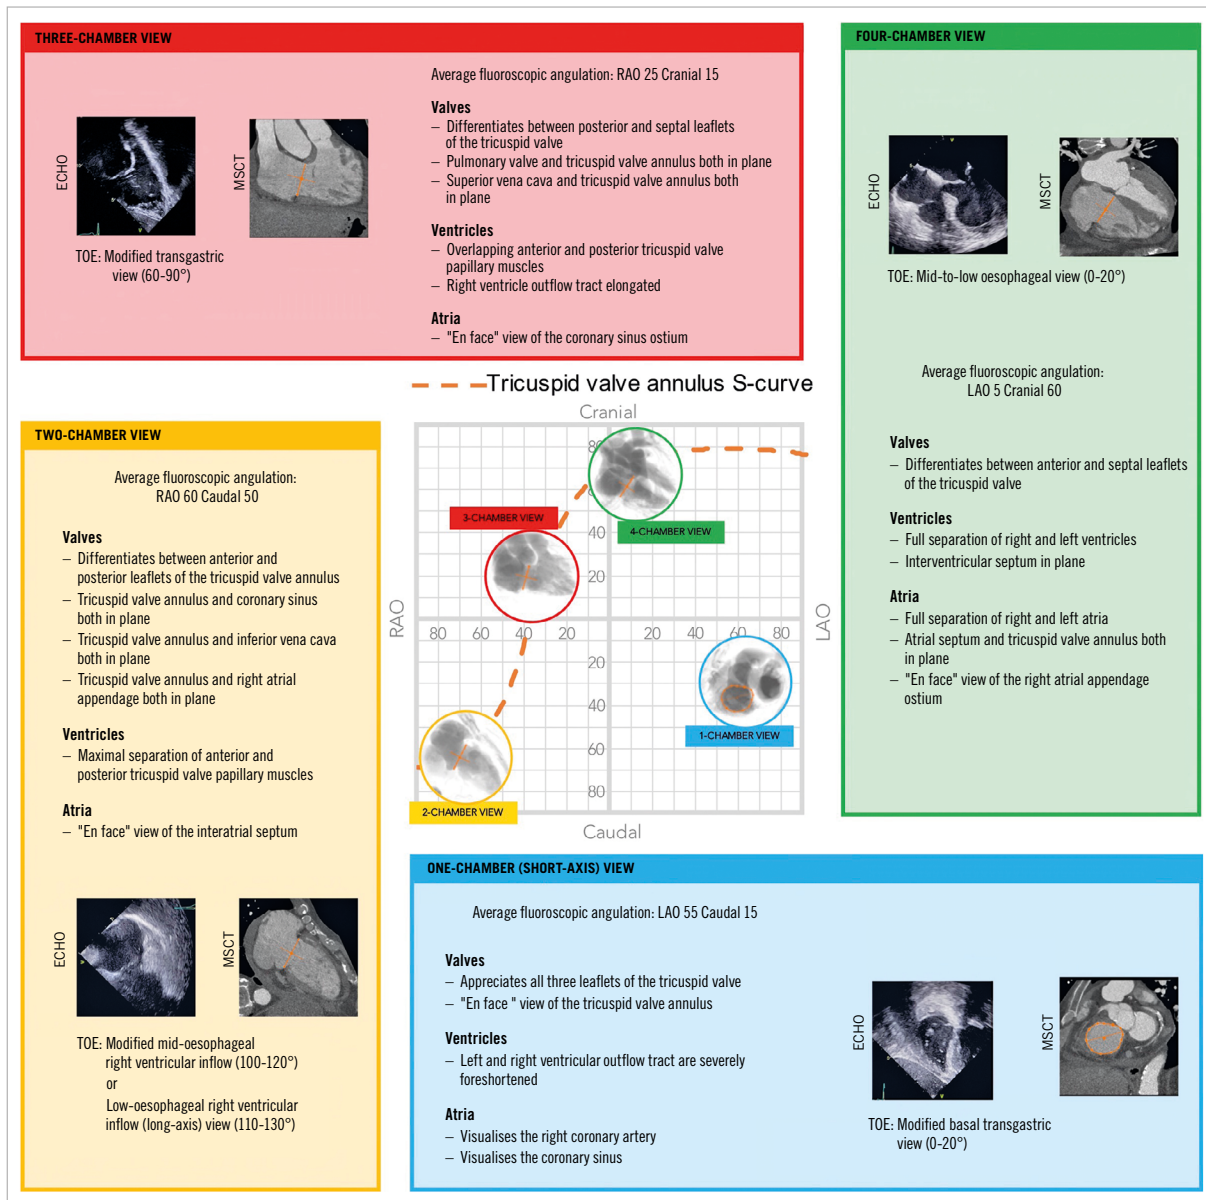 THREE-CHAMBER VIEW
ECHO
MSCT
TOE: Modified transgastric
view (60-90°)
Average fluoroscopic angulation: RAO 25 Cranial 15
Valves
– Differentiates between posterior and septal leaflets
of the tricuspid valve
– Pulmonary valve and tricuspid valve annulus both in plane
– Superior vena cava and tricuspid valve annulus both
in plane
Ventricles
– Overlapping anterior and posterior tricuspid valve
papillary muscles
– Right ventricle outflow tract elongated
Atria
– "En face" view of the coronary sinus ostium
FOUR-CHAMBER VIEW
ECHO
MSCT
TOE: Mid-to-low oesophageal view (0-20°)
Average fluoroscopic angulation:
LAO 5 Cranial 60
Valves
– Differentiates between anterior and septal leaflets
of the tricuspid valve
Ventricles
– Full separation of right and left ventricles
– Interventricular septum in plane
Atria
– Full separation of right and left atria
– Atrial septum and tricuspid valve annulus both
in plane
– "En face" view of the right atrial appendage
ostium
TWO-CHAMBER VIEW
Average fluoroscopic angulation:
RAO 60 Caudal 50
Valves
– Differentiates between anterior and
posterior leaflets of the tricuspid valve annulus
– Tricuspid valve annulus and coronary sinus
both in plane
– Tricuspid valve annulus and inferior vena cava
both in plane
– Tricuspid valve annulus and right atrial
appendage both in plane
Ventricles
– Maximal separation of anterior and
posterior tricuspid valve papillary muscles
Atria
– "En face" view of the interatrial septum
ECHO
MSCT
TOE: Modified mid-oesophageal
right ventricular inflow (100-120°)
or
Low-oesophageal right ventricular
inflow (long-axis) view (110-130°)
Tricuspid valve annulus S-curve
Cranial
3-CHAMBER VIEW
4-CHAMBER VIEW
40
20
RAO
80 60 40 20 20 40 60 80
LAO
20
40
1-CHAMBER VIEW
60
80
2-CHAMBER VIEW
Caudal
ONE-CHAMBER (SHORT-AXIS) VIEW
Average fluoroscopic angulation: LAO 55 Caudal 15
Valves
– Appreciates all three leaflets of the tricuspid valve
– "En face " view of the tricuspid valve annulus
Ventricles
– Left and right ventricular outflow tract are severely
foreshortened
Atria
– Visualises the right coronary artery
– Visualises the coronary sinus
ECHO
MSCT
TOE: Modified basal transgastric
view (0-20°)